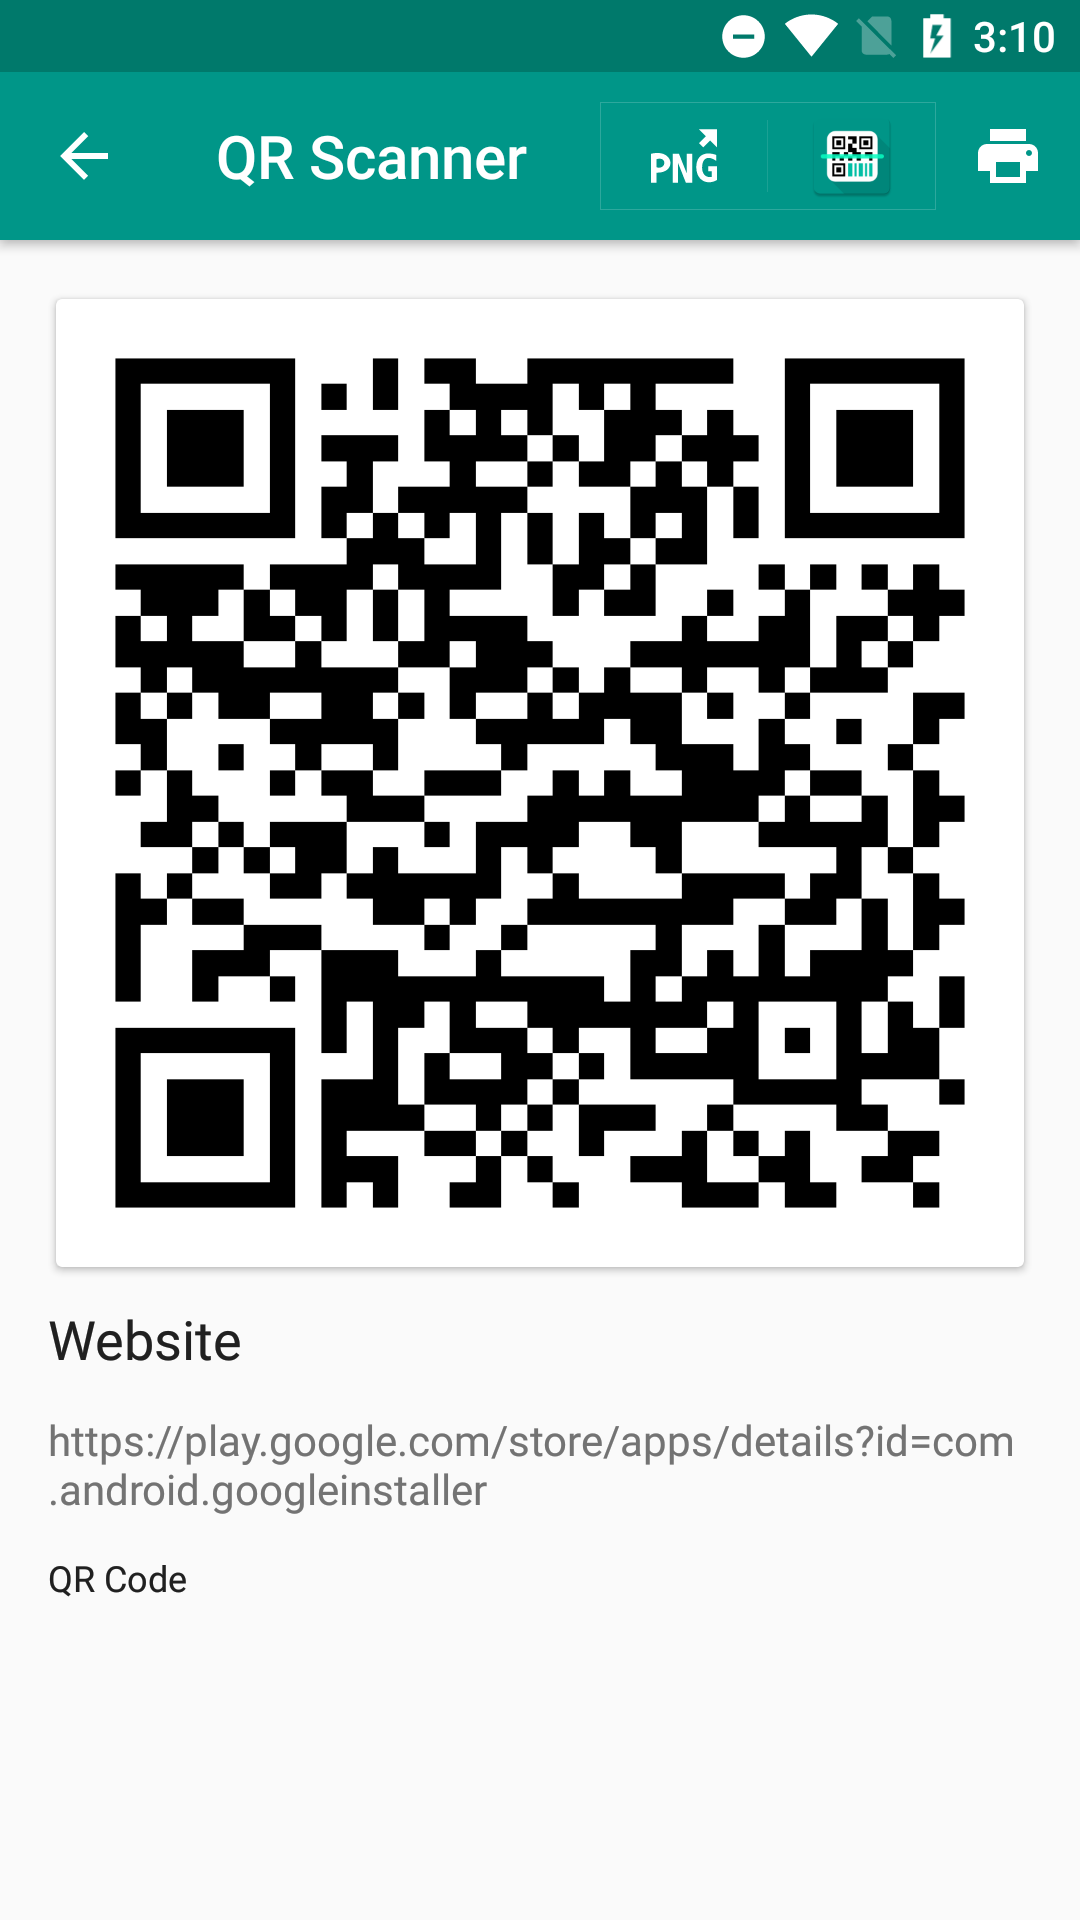 3:10
QR Scanner
PNG
Website
https://play.google.com/store/apps/details?id=com
.android.googleinstaller
QR Code